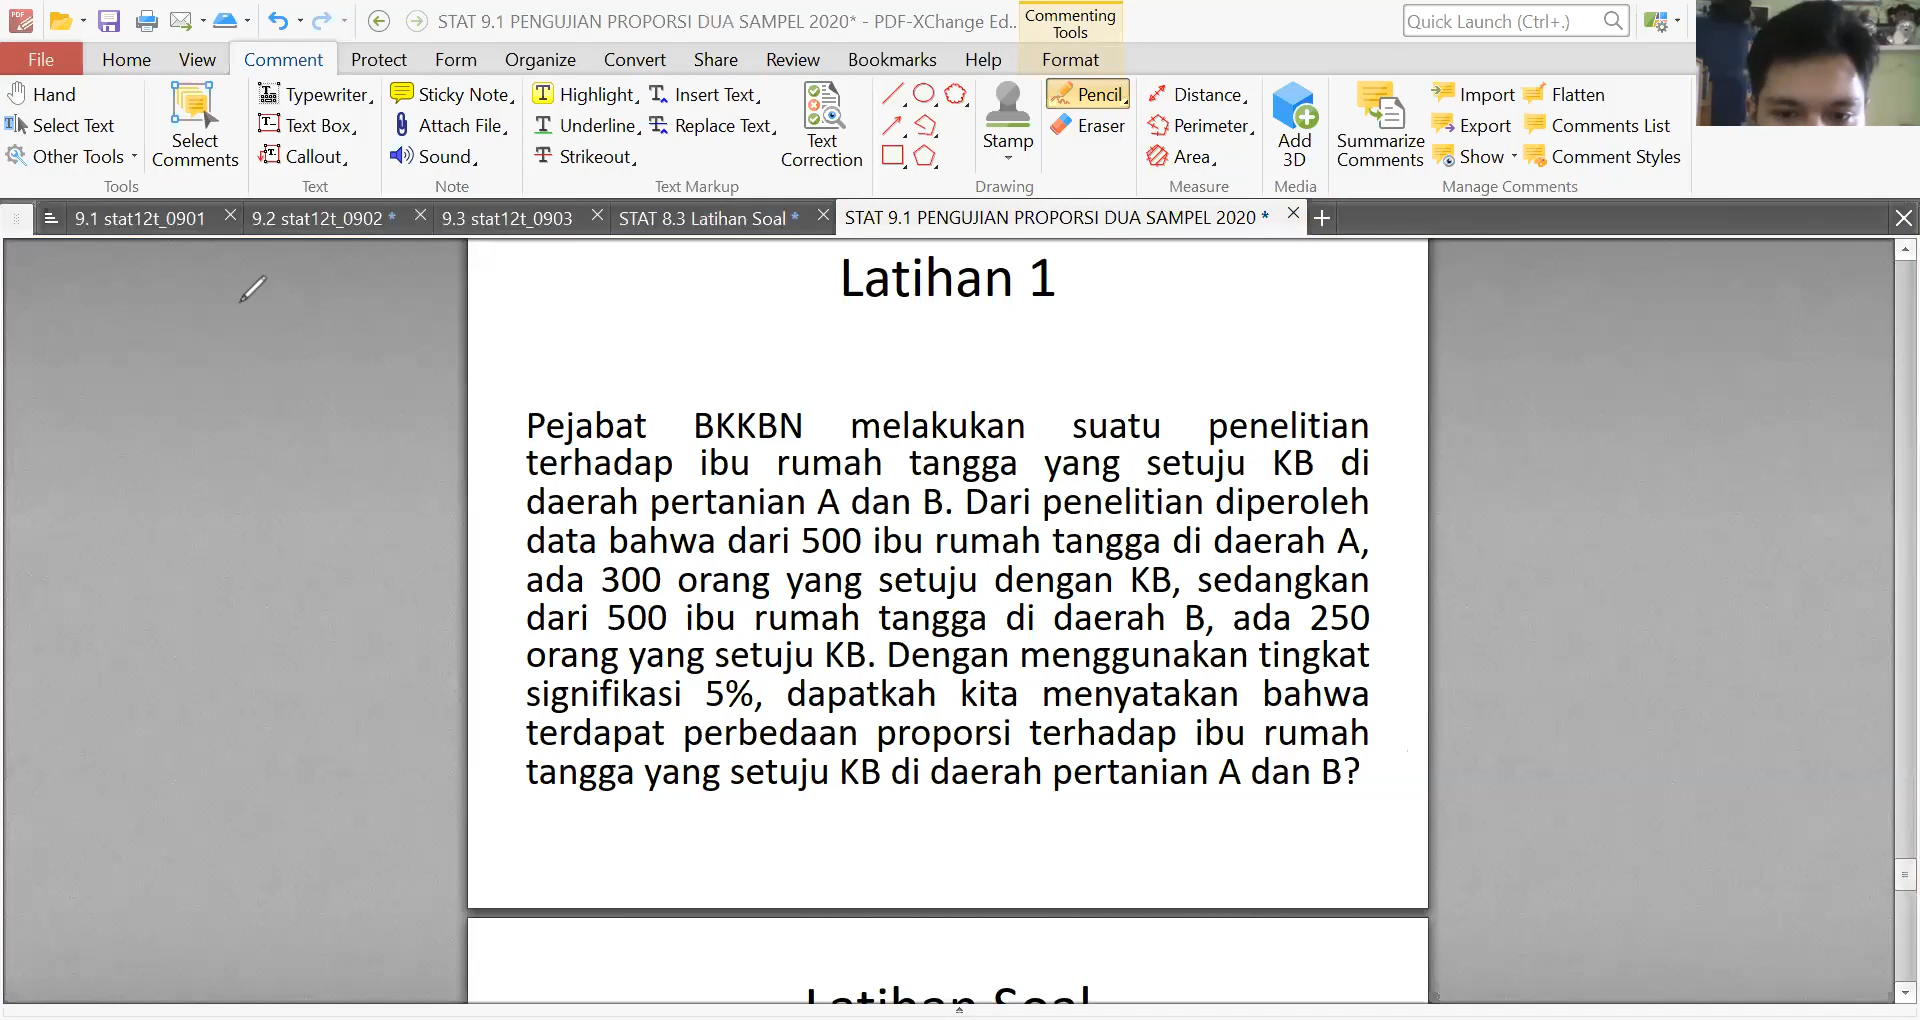 STAT 9.1 PENGUJIAN PROPORSI DUA SAMPEL 2020* - PDF-XChange Ed...
Commenting
Tools
Quick Launch (Ctrl+.)
File Home View Comment Protect Form Organize Convert Share Review Bookmarks Help Format
Hand
Select Text
Other Tools
Tools
Select
Comments
Typewriter
Text Box
Callout
Text
Sticky Note
Attach File
Sound
Note
Highlight
Underline
Strikeout
Insert Text
Replace Text
Text
Correction
Text Markup
Stamp
Pencil
Eraser
Drawing
Distance
Perimeter
Area
Measure
Add
3D
Media
Summarize
Comments
Import
Export
Show
Flatten
Comments List
Comment Styles
Manage Comments
9.1 stat12t_0901
9.2 stat12t_0902 *
9.3 stat12t_0903
STAT 8.3 Latihan Soal *
STAT 9.1 PENGUJIAN PROPORSI DUA SAMPEL 2020 *
Latihan 1
Pejabat BKKBN melakukan suatu penelitian
terhadap ibu rumah tangga yang setuju KB di
daerah pertanian A dan B. Dari penelitian diperoleh
data bahwa dari 500 ibu rumah tangga di daerah A,
ada 300 orang yang setuju dengan KB, sedangkan
dari 500 ibu rumah tangga di daerah B, ada 250
orang yang setuju KB. Dengan menggunakan tingkat
signifikasi 5%, dapatkah kita menyatakan bahwa
terdapat perbedaan proporsi terhadap ibu rumah
tangga yang setuju KB di daerah pertanian A dan B?
Latihan Soal